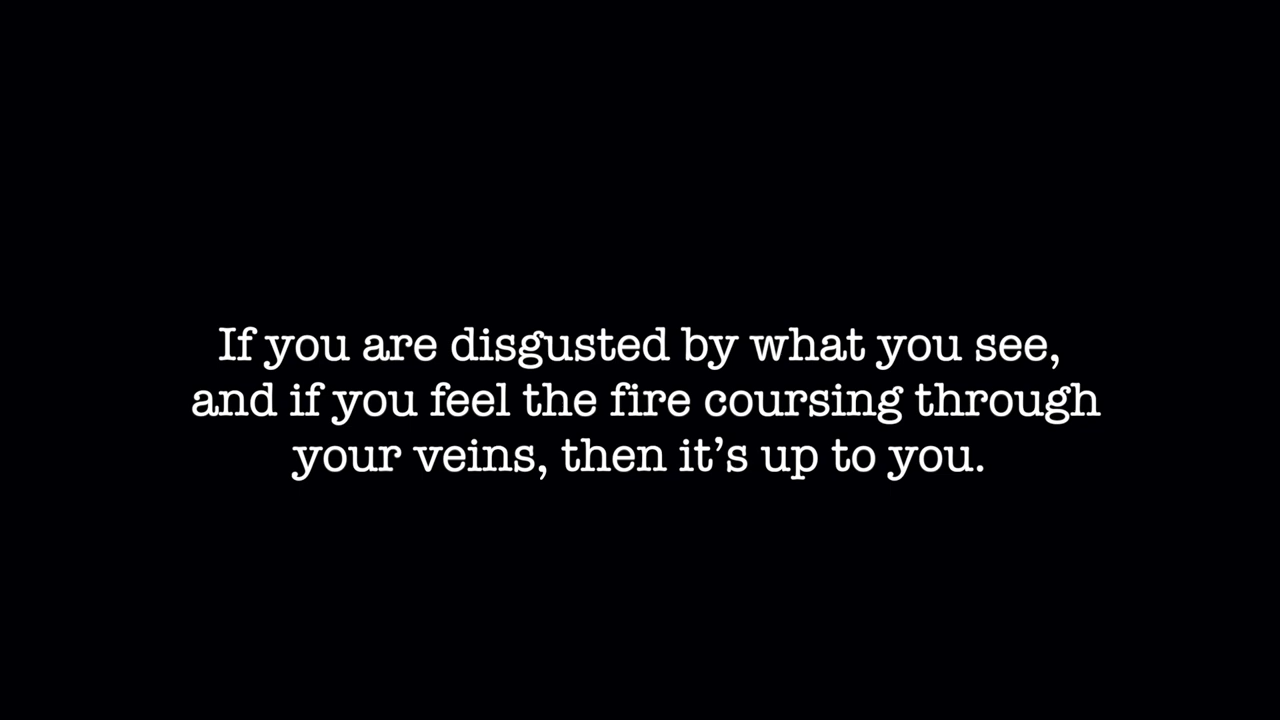 If you are disgusted by what you see,
and if you feel the fire coursing through
your veins, then it’s up to you.